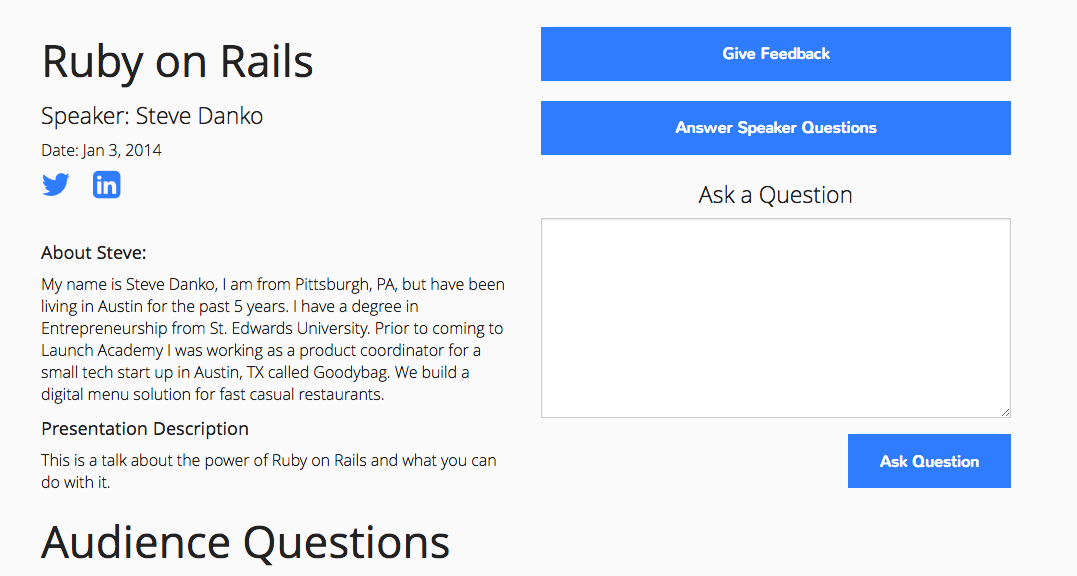 Ruby on Rails
Speaker: Steve Danko
Date: Jan 3, 2014
in
About Steve:
My name is Steve Danko, I am from Pittsburgh, PA, but have been
living in Austin for the past 5 years. I have a degree in
Entrepreneurship from St. Edwards University. Prior to coming to
Launch Academy I was working as a product coordinator for a
small tech start up in Austin, TX called Goodybag. We build a
digital menu solution for fast casual restaurants.
Presentation Description
This is a talk about the power of Ruby on Rails and what you can
do with it.
Give Feedback
Answer Speaker Questions
Ask a Question
Ask Question
Audience Questions